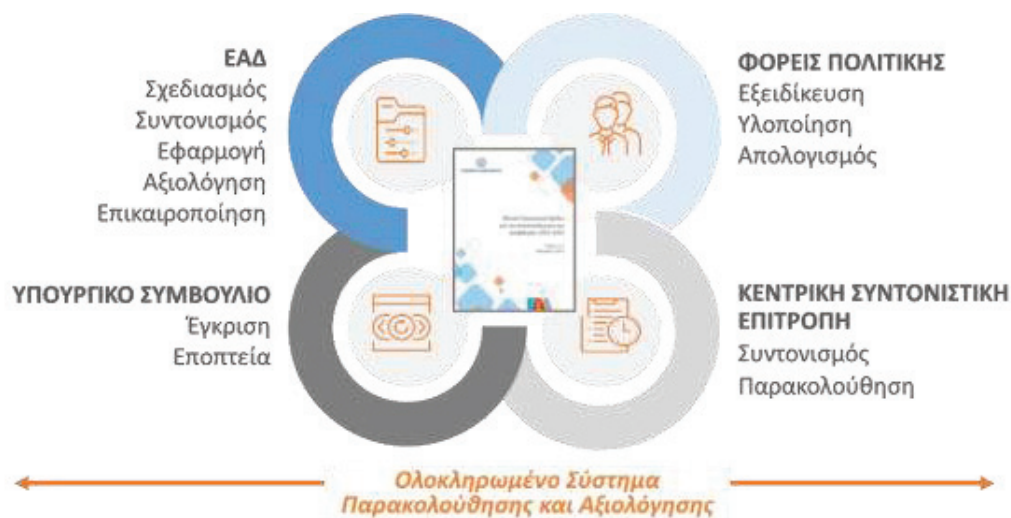 ΕΑΔ
Σχεδιασμός
Συντονισμός
Εφαρμογή
Αξιολόγηση
Επικαιροποίηση
ΦΟΡΕΙΣ ΠΟΛΙΤΙΚΗΣ
Εξειδίκευση
Υλοποίηση
Απολογισμός
ΥΠΟΥΡΓΙΚΟ ΣΥΜΒΟΥΛΙΟ
Έγκριση
Εποπτεία
ΚΕΝΤΡΙΚΗ ΣΥΝΤΟΝΙΣΤΙΚΗ
ΕΠΙΤΡΟΠΗ
Συντονισμός
Παρακολούθηση
Ολοκληρωμένο Σύστημα
Παρακολούθησης και Αξιολόγησης